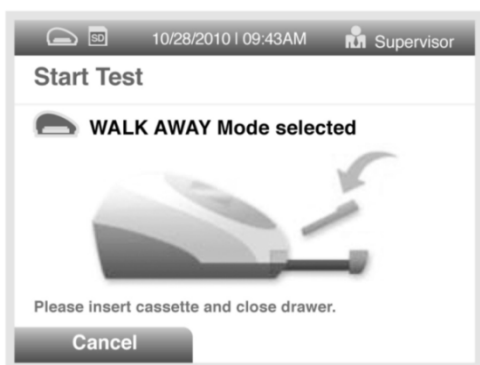 SD 10/28/2010 | 09:43AM Supervisor
Start Test
WALK AWAY Mode selected
Please insert cassette and close drawer.
Cancel